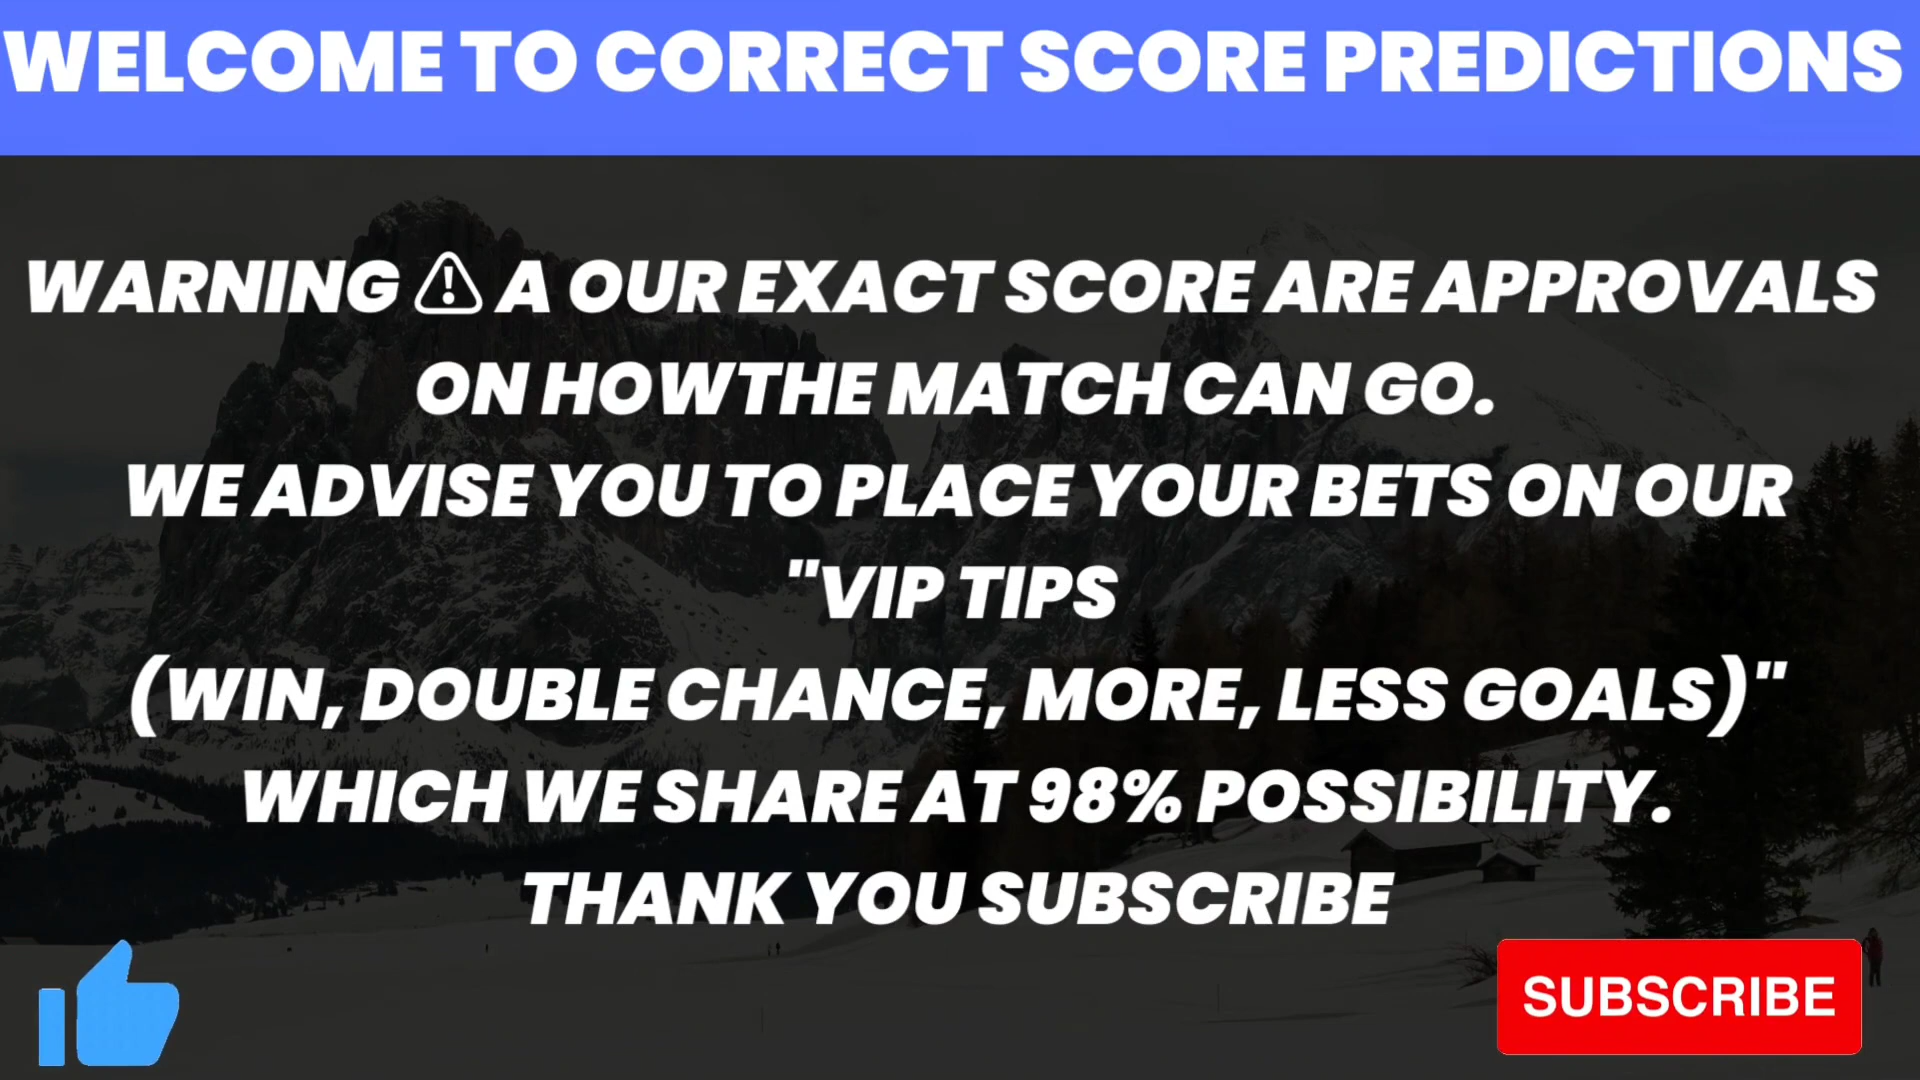 WELCOME TO CORRECT SCORE PREDICTIONS
WARNING ⚠ A OUR EXACT SCORE ARE APPROVALS
ON HOWTHE MATCH CAN GO.
WE ADVISE YOU TO PLACE YOUR BETS ON OUR
"VIP TIPS
(WIN, DOUBLE CHANCE, MORE, LESS GOALS)"
WHICH WE SHARE AT 98% POSSIBILITY.
THANK YOU SUBSCRIBE
SUBSCRIBE